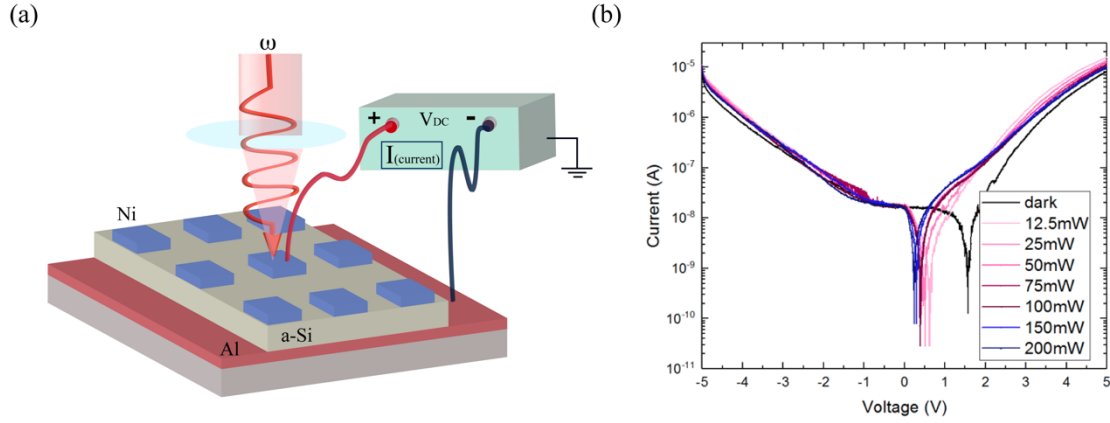 (a)
ω
+
VDC
-
I(current)
Ni
a-Si
Al
(b)
10-5
10-6
10-7
10-8
10-9
10-10
10-11
Current (A)
dark
12.5mW
25mW
50mW
75mW
100mW
150mW
200mW
-5 -4 -3 -2 -1 0 1 2 3 4 5
Voltage (V)